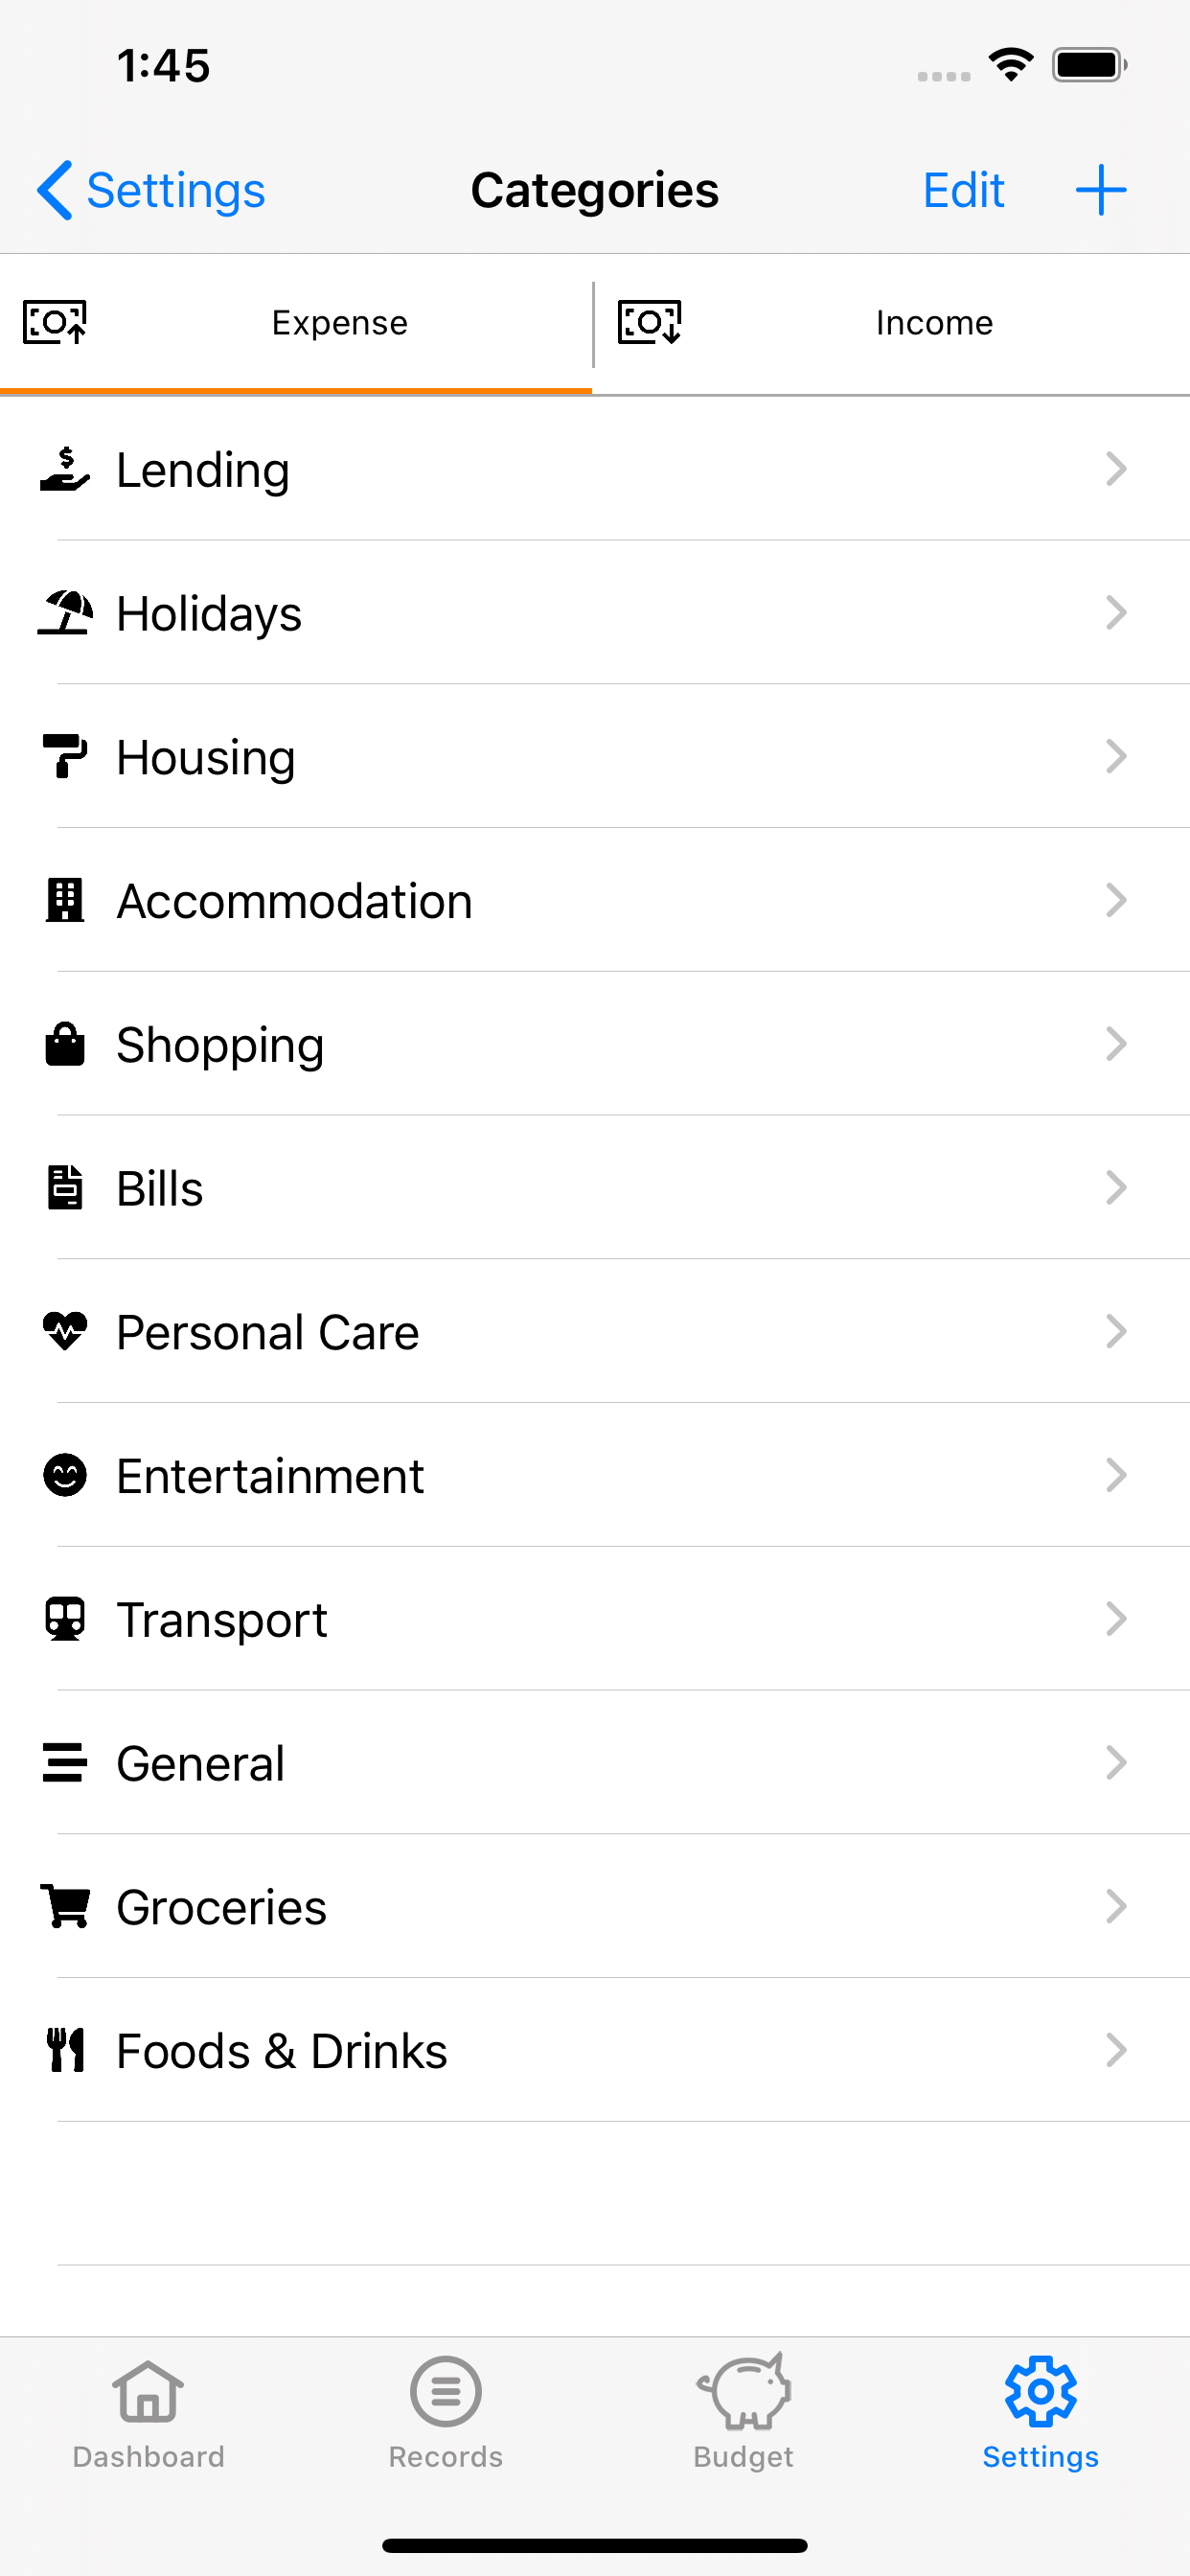 1:45
Settings
Categories
Edit
Expense
Income
Lending
Holidays
Housing
Accommodation
Shopping
Bills
Personal Care
Entertainment
Transport
General
Groceries
Foods & Drinks
Dashboard
Records
Budget
Settings